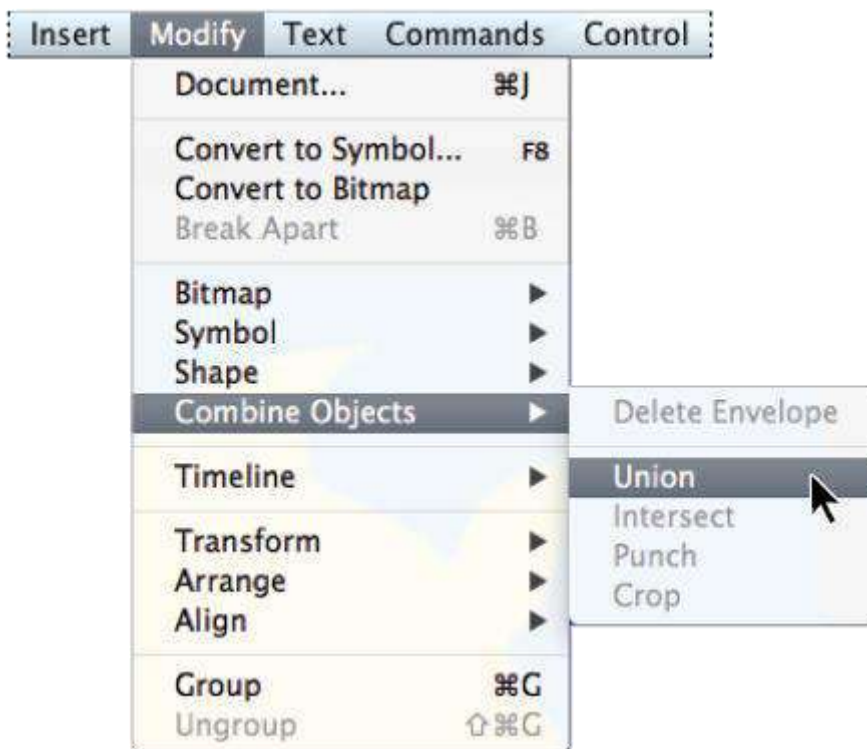 Insert Modify Text Commands Control
Document... ⌘J
Convert to Symbol... F8
Convert to Bitmap
Break Apart ⌘B
Bitmap ▶
Symbol ▶
Shape ▶
Combine Objects ▶
Delete Envelope
Timeline ▶
Union
Intersect
Transform ▶
Punch
Arrange ▶
Crop
Align ▶
Group ⌘G
Ungroup ⇧⌘G